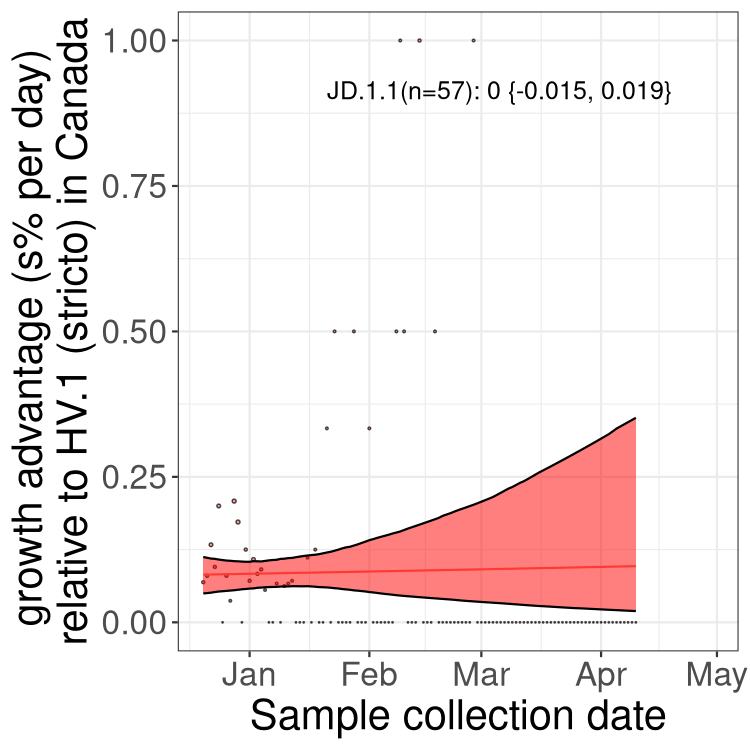 growth advantage (s% per day)
relative to HV.1 (stricto) in Canada
1.00
0.75
0.50
0.25
0.00
JD.1.1(n=57): 0 {-0.015, 0.019}
Jan Feb Mar Apr May
Sample collection date